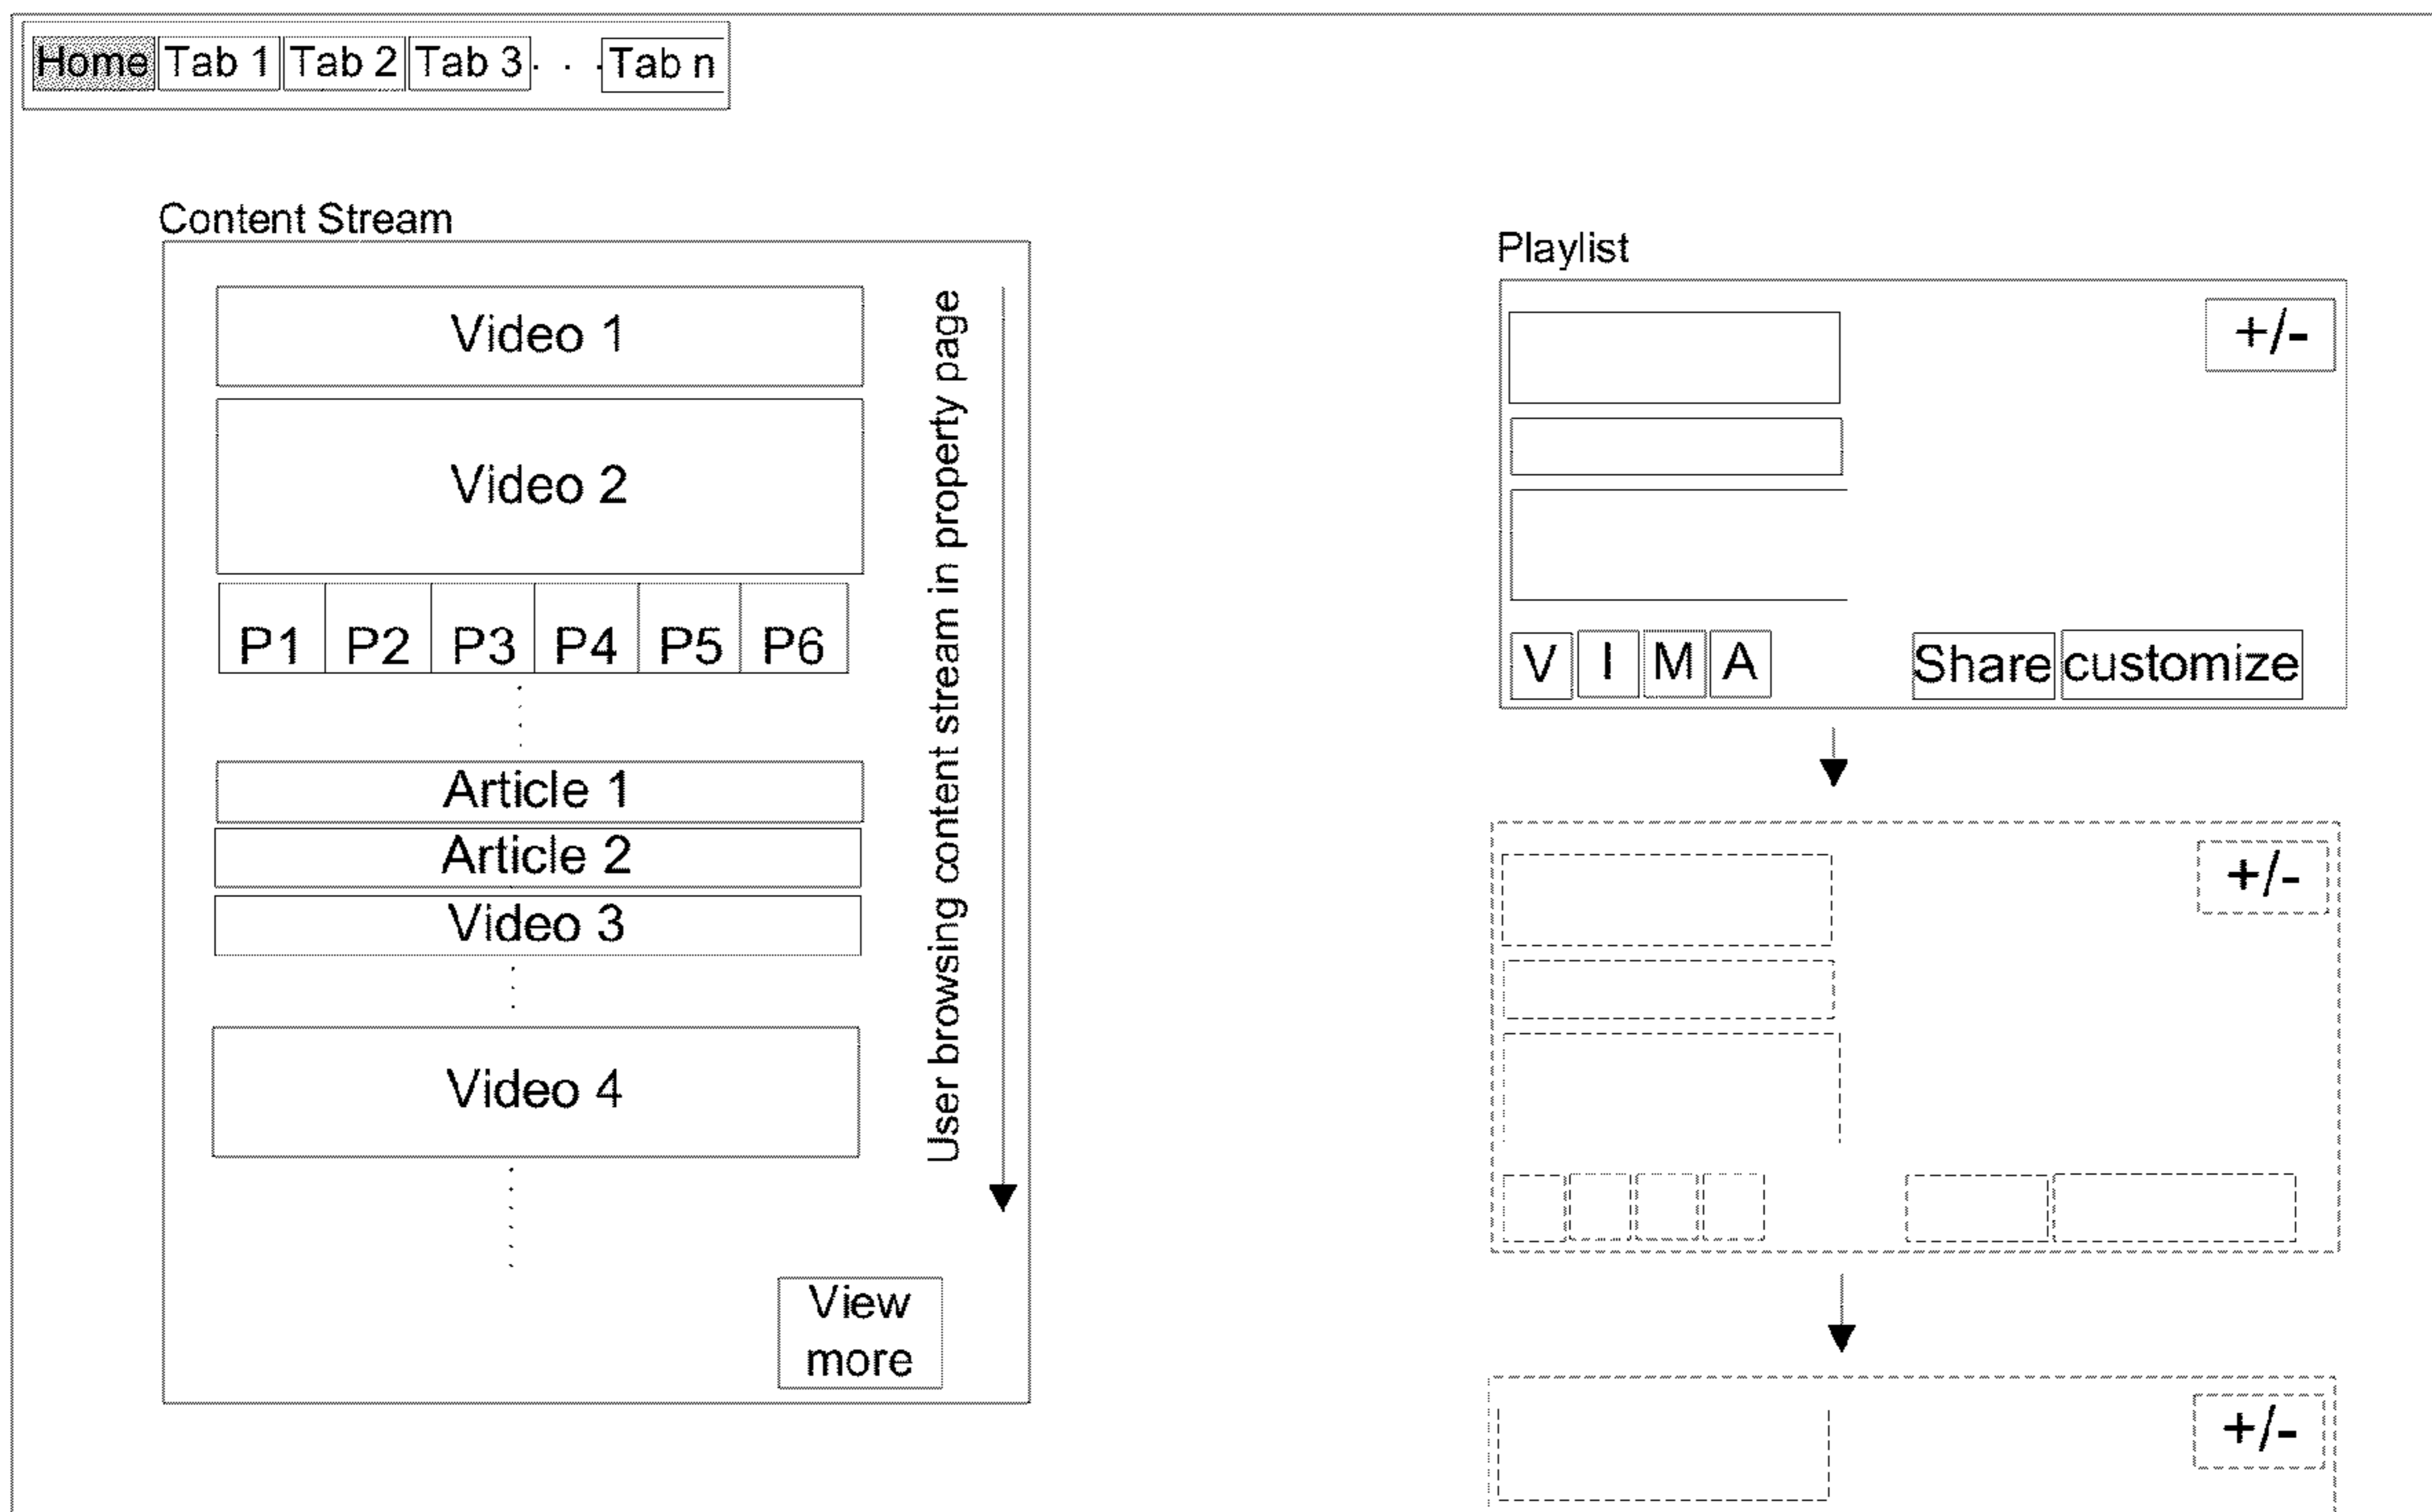 Home Tab 1 Tab 2 Tab 3 . . . Tab n
Content Stream
Video 1
Video 2
P1 P2 P3 P4 P5 P6
Article 1
Article 2
Video 3
Video 4
View
more
User browsing content stream in property page
Playlist
+/-
V I M A Share customize
+/-
+/-